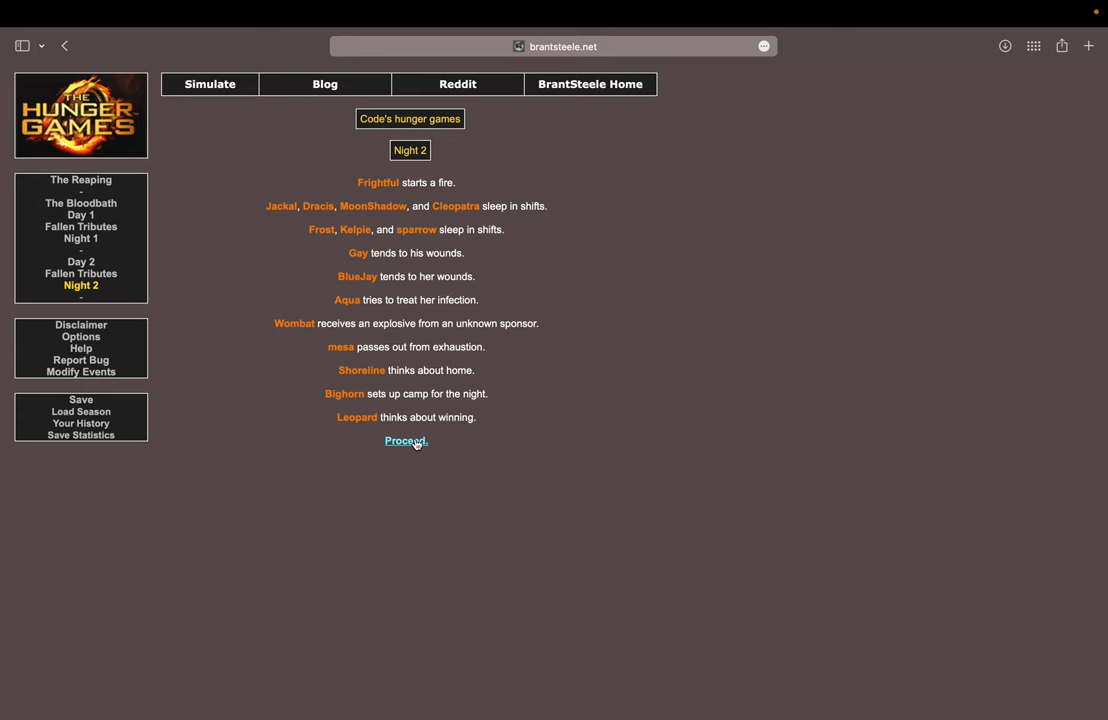 brantsteele.net
THE HUNGER GAMES
Simulate
Blog
Reddit
BrantSteele Home
Code's hunger games
Night 2
The Reaping
-
The Bloodbath
Day 1
Fallen Tributes
Night 1
-
Day 2
Fallen Tributes
Night 2
-
Disclaimer
Options
Help
Report Bug
Modify Events
Save
Load Season
Your History
Save Statistics
Frightful starts a fire.
Jackal, Dracis, MoonShadow, and Cleopatra sleep in shifts.
Frost, Kelpie, and sparrow sleep in shifts.
Gay tends to his wounds.
BlueJay tends to her wounds.
Aqua tries to treat her infection.
Wombat receives an explosive from an unknown sponsor.
mesa passes out from exhaustion.
Shoreline thinks about home.
Bighorn sets up camp for the night.
Leopard thinks about winning.
Proceed.